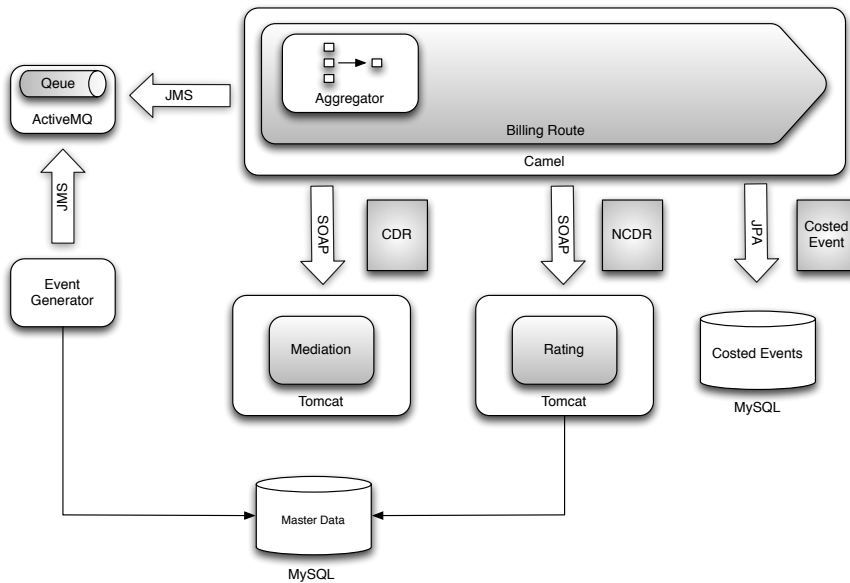 Qeue
ActiveMQ
JMS
Aggregator
Billing Route
Camel
JMS
SOAP
CDR
SOAP
NCDR
JPA
Costed
Event
Event
Generator
Mediation
Tomcat
Rating
Tomcat
Costed Events
MySQL
Master Data
MySQL